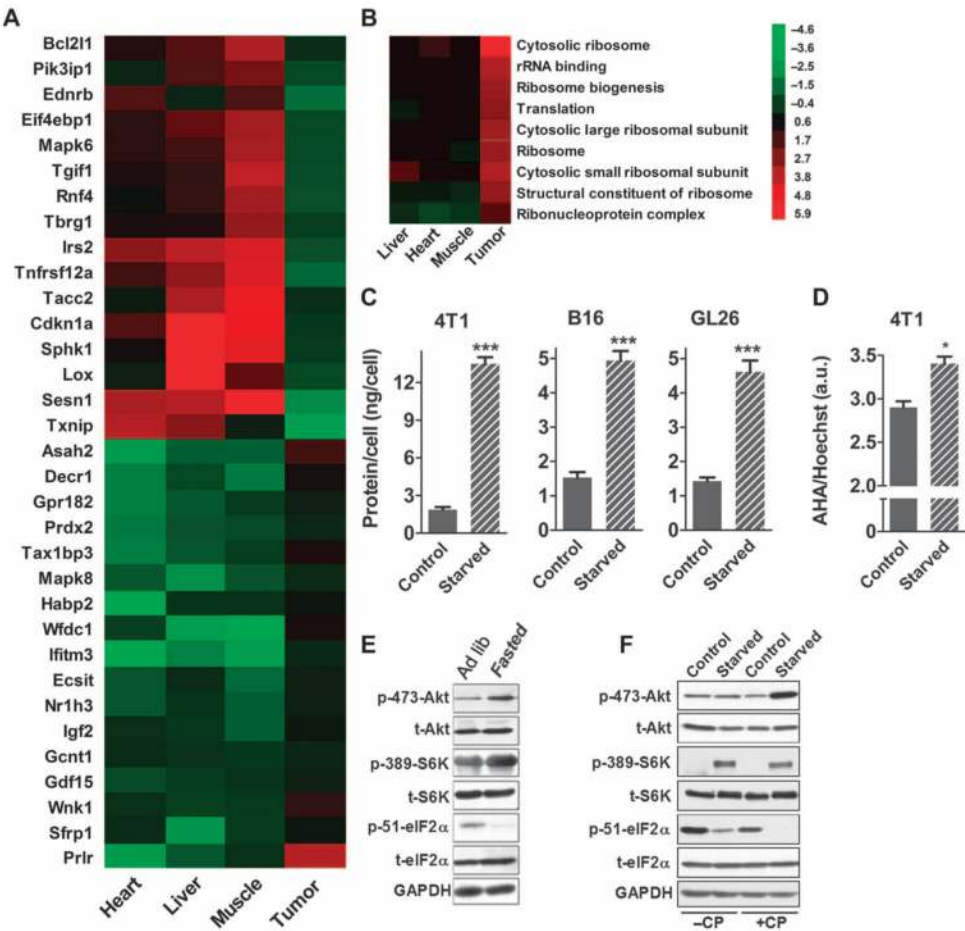 A
Bcl2l1
Pik3ip1
Ednrb
Eif4ebp1
Mapk6
Tgif1
Rnf4
Tbrg1
Irs2
Tnfrsf12a
Tacc2
Cdkn1a
Sphk1
Lox
Sesn1
Txnip
Asah2
Decr1
Gpr182
Prdx2
Tax1bp3
Mapk8
Habp2
Wfdc1
Ifitm3
Ecsit
Nr1h3
Igf2
Gcnt1
Gdf15
Wnk1
Sfrp1
Prlr
Heart Liver Muscle Tumor
B
Cytosolic ribosome
rRNA binding
Ribosome biogenesis
Translation
Cytosolic large ribosomal subunit
Ribosome
Cytosolic small ribosomal subunit
Structural constituent of ribosome
Ribonucleoprotein complex
Liver Heart Muscle Tumor
–4.6
–3.6
–2.5
–1.5
–0.4
0.6
1.7
2.7
3.8
4.8
5.9
C
Protein/cell (ng/cell)
4T1
***
12
9
6
3
0
Control Starved
B16
***
5
4
3
2
1
0
Control Starved
GL26
***
5
4
3
2
1
0
Control Starved
D
4T1
*
AHA/Hoechst (a.u.)
3.5
3.0
2.5
2.0
0
Control Starved
E
Ad lib Fasted
p-473-Akt
t-Akt
p-389-S6K
t-S6K
p-51-eIF2α
t-eIF2α
GAPDH
F
Control Starved Control Starved
p-473-Akt
t-Akt
p-389-S6K
t-S6K
p-51-eIF2α
t-eIF2α
GAPDH
–CP +CP